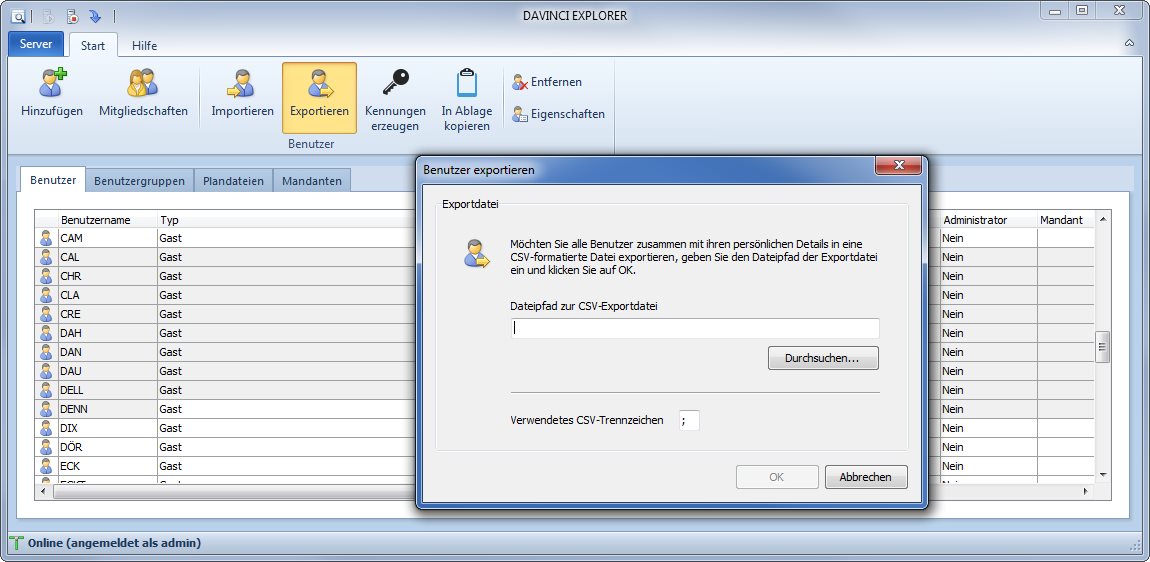 DAVINCI EXPLORER
Server Start Hilfe
Hinzufügen
Mitgliedschaften
Importieren
Exportieren
Kennungen
erzeugen
In Ablage
kopieren
Entfernen
Eigenschaften
Benutzer
Benutzer Benutzergruppen Plandateien Mandanten
Benutzername Typ Administrator Mandant
CAM Gast Nein
CAL Gast Nein
CHR Gast Nein
CLA Gast Nein
CRE Gast Nein
DAH Gast Nein
DAN Gast Nein
DAU Gast Nein
DELL Gast Nein
DENN Gast Nein
DIX Gast Nein
DÖR Gast Nein
ECK Gast Nein
Benutzer exportieren
Exportdatei
Möchten Sie alle Benutzer zusammen mit ihren persönlichen Details in eine
CSV-formatierte Datei exportieren, geben Sie den Dateipfad der Exportdatei
ein und klicken Sie auf OK.
Dateipfad zur CSV-Exportdatei
Durchsuchen...
Verwendetes CSV-Trennzeichen ;
OK Abbrechen
Online (angemeldet als admin)